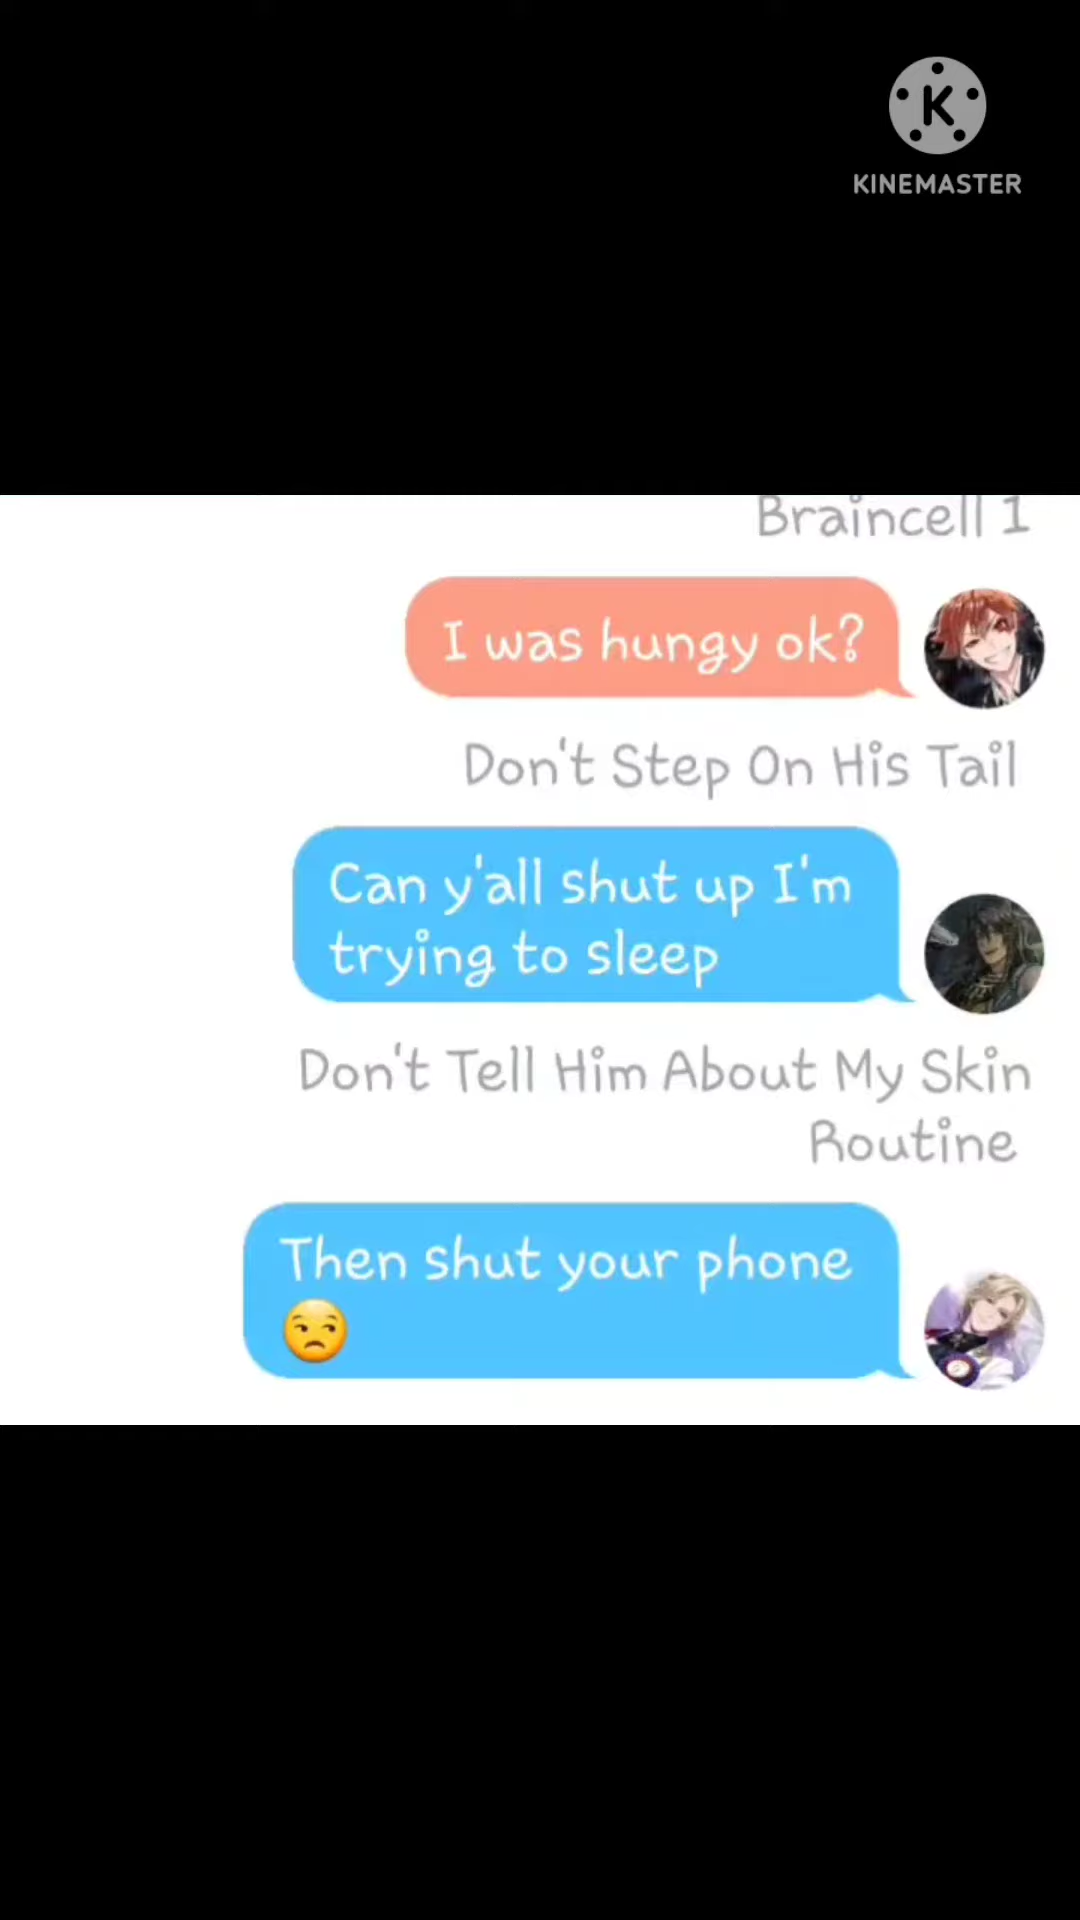 K
KINEMASTER
Braincell 1
I was hungy ok?
Don't Step On His Tail
Can y'all shut up I'm
trying to sleep
Don't Tell Him About My Skin
Routine
Then shut your phone
😒